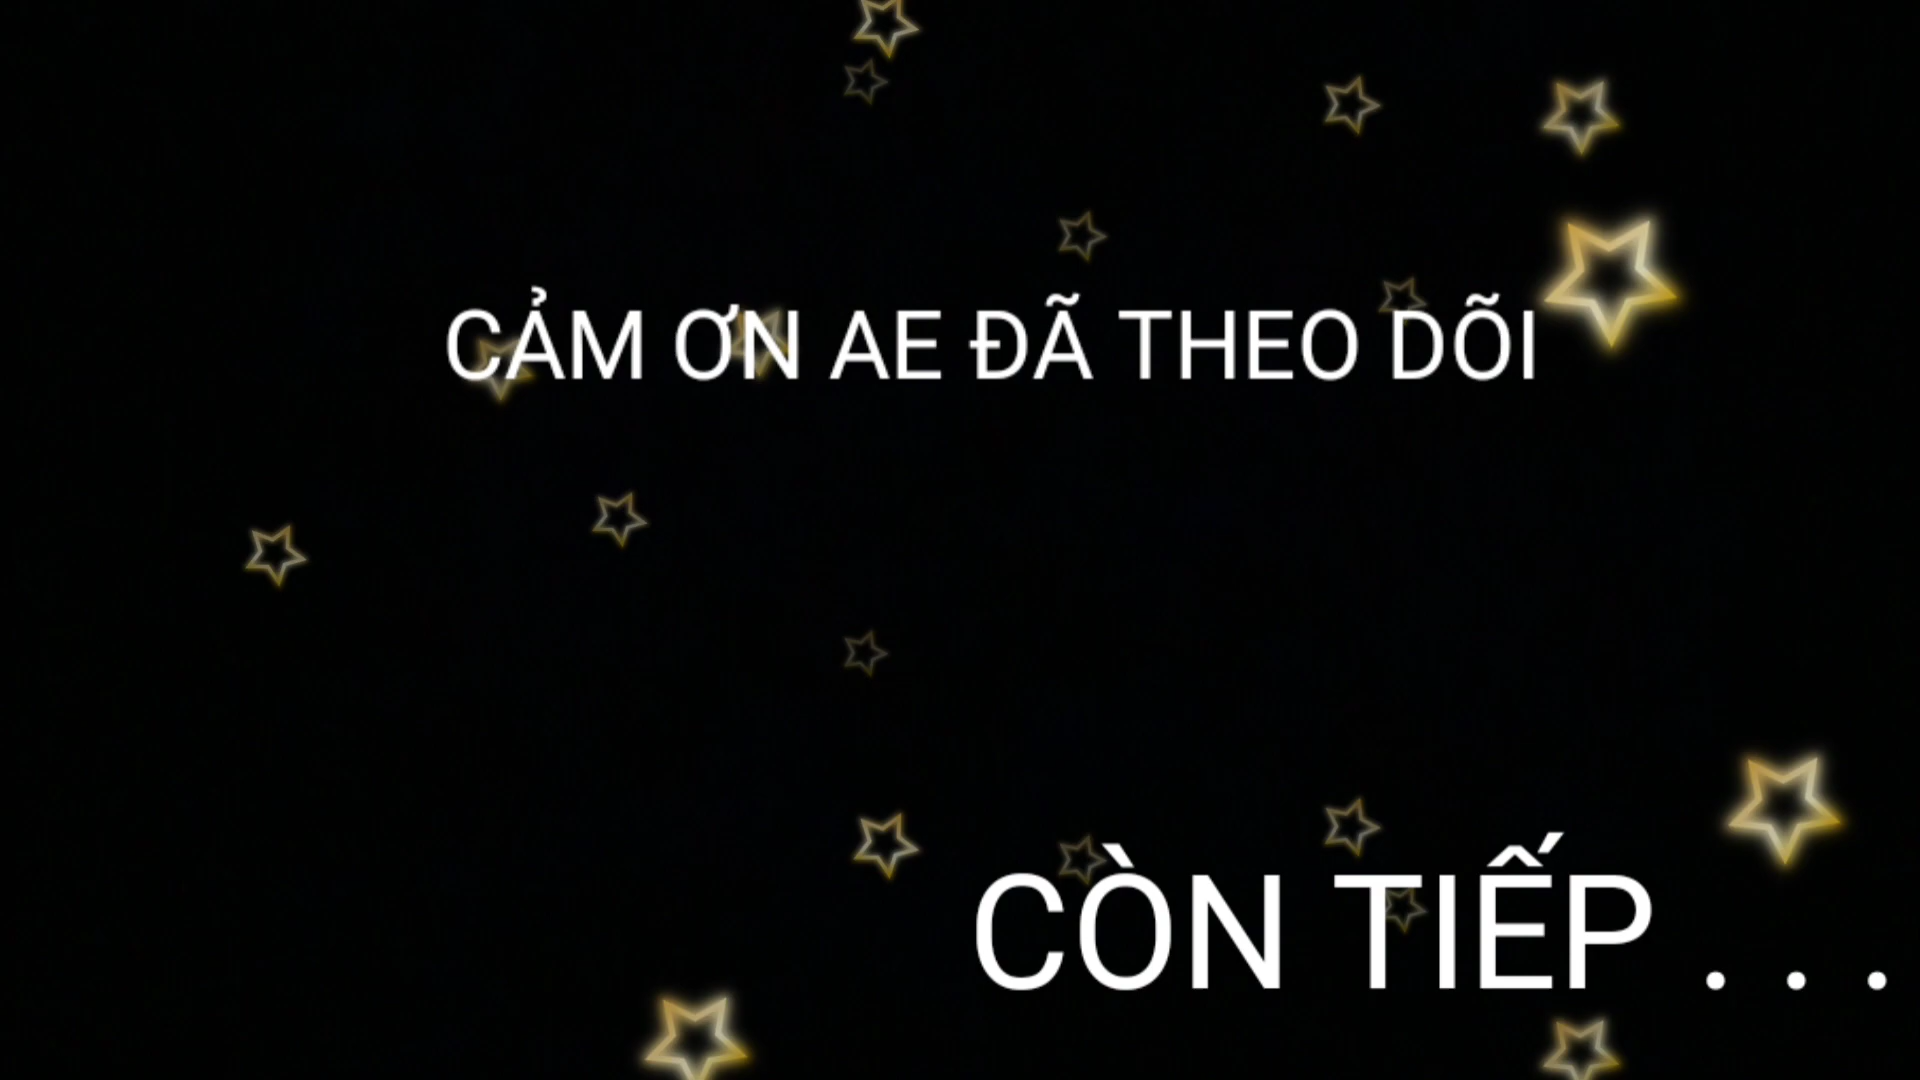 CẢM ƠN AE ĐÃ THEO DÕI
CÒN TIẾP . . .